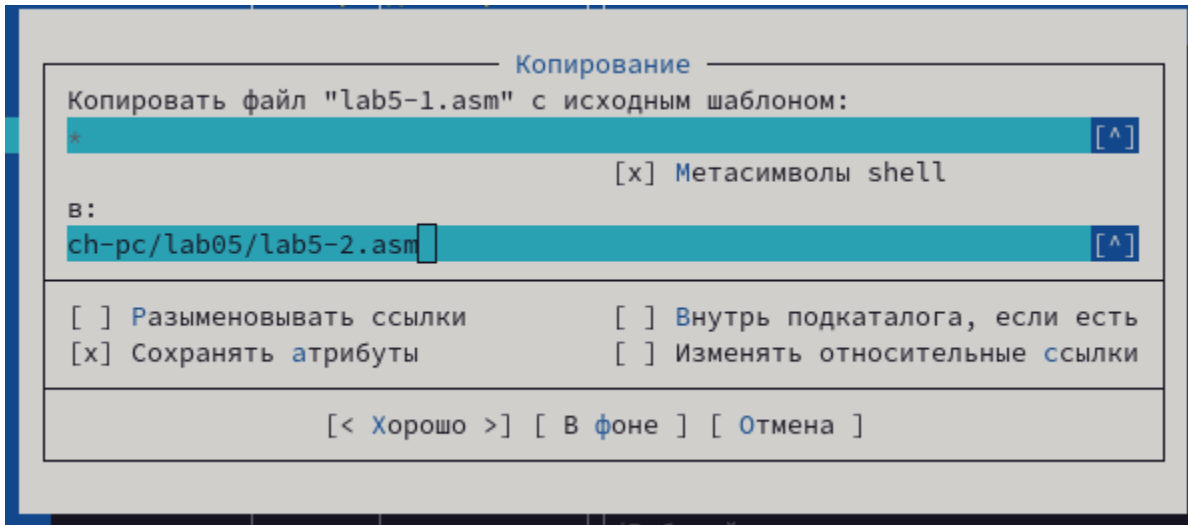 Копирование
Копировать файл "lab5-1.asm" с исходным шаблоном:
* [^]
[x] Метасимволы shell
в:
ch-pc/lab05/lab5-2.asm [^]
[ ] Разыменовывать ссылки [ ] Внутрь подкаталога, если есть
[x] Сохранять атрибуты [ ] Изменять относительные ссылки
[< Хорошо >] [ В фоне ] [ Отмена ]